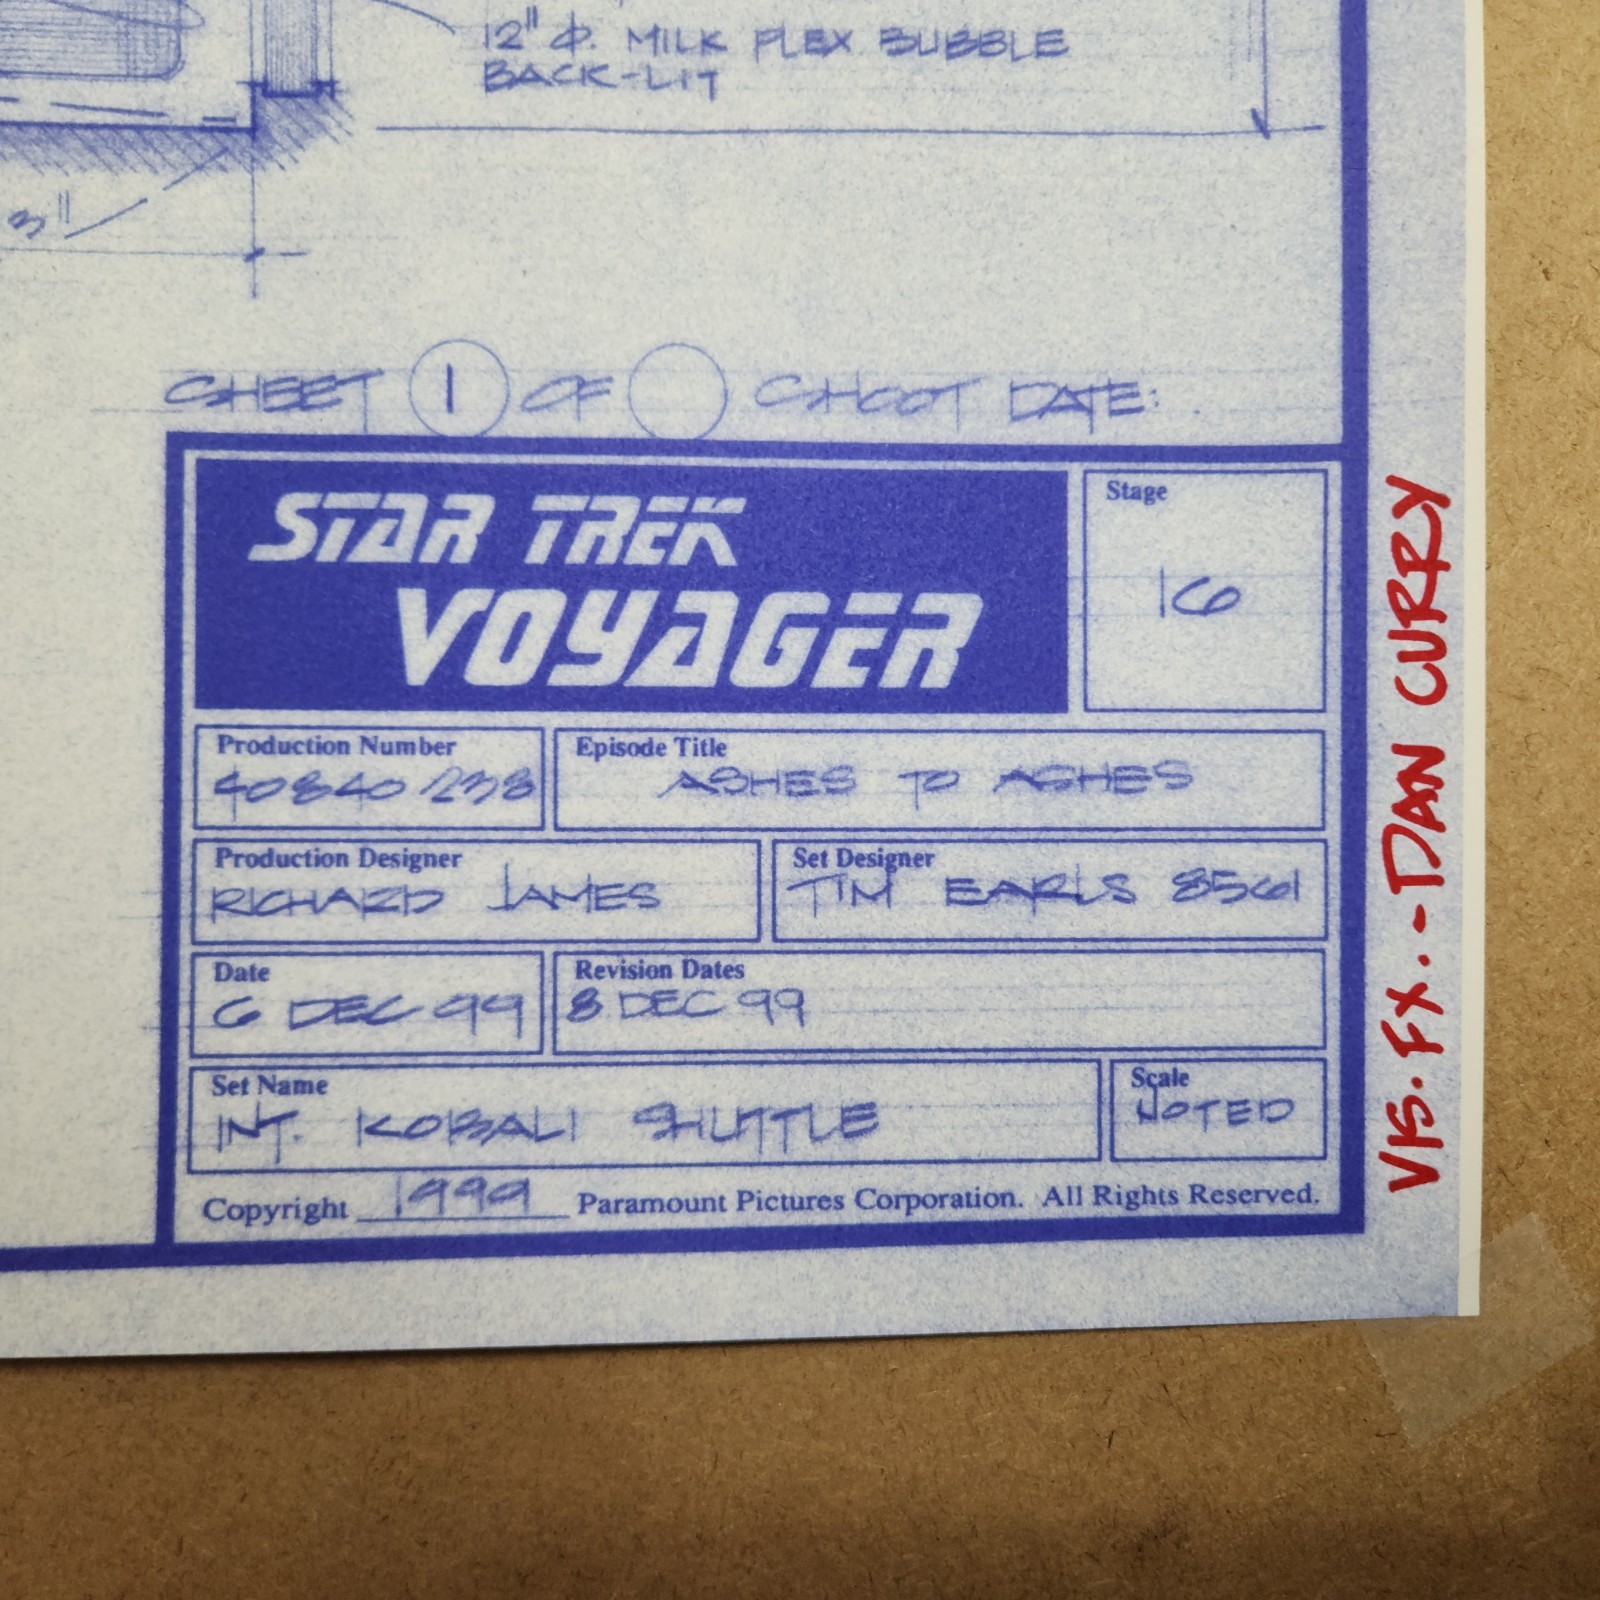 12" Φ. MILK PLEX BUBBLE
BACK-LIT
3"
SHEET 1 OF SHOOT DATE:
STAR TREK
VOYAGER
Stage
16
Production Number
40840/238
Episode Title
ASHES TO ASHES
Production Designer
RICHARD JAMES
Set Designer
TIM EARLS 8561
Date
6 DEC 99
Revision Dates
8 DEC 99
Set Name
INT. KOBALI SHUTTLE
Scale
NOTED
Copyright 1999 Paramount Pictures Corporation. All Rights Reserved.
VIS. FX. - DAN CURRY